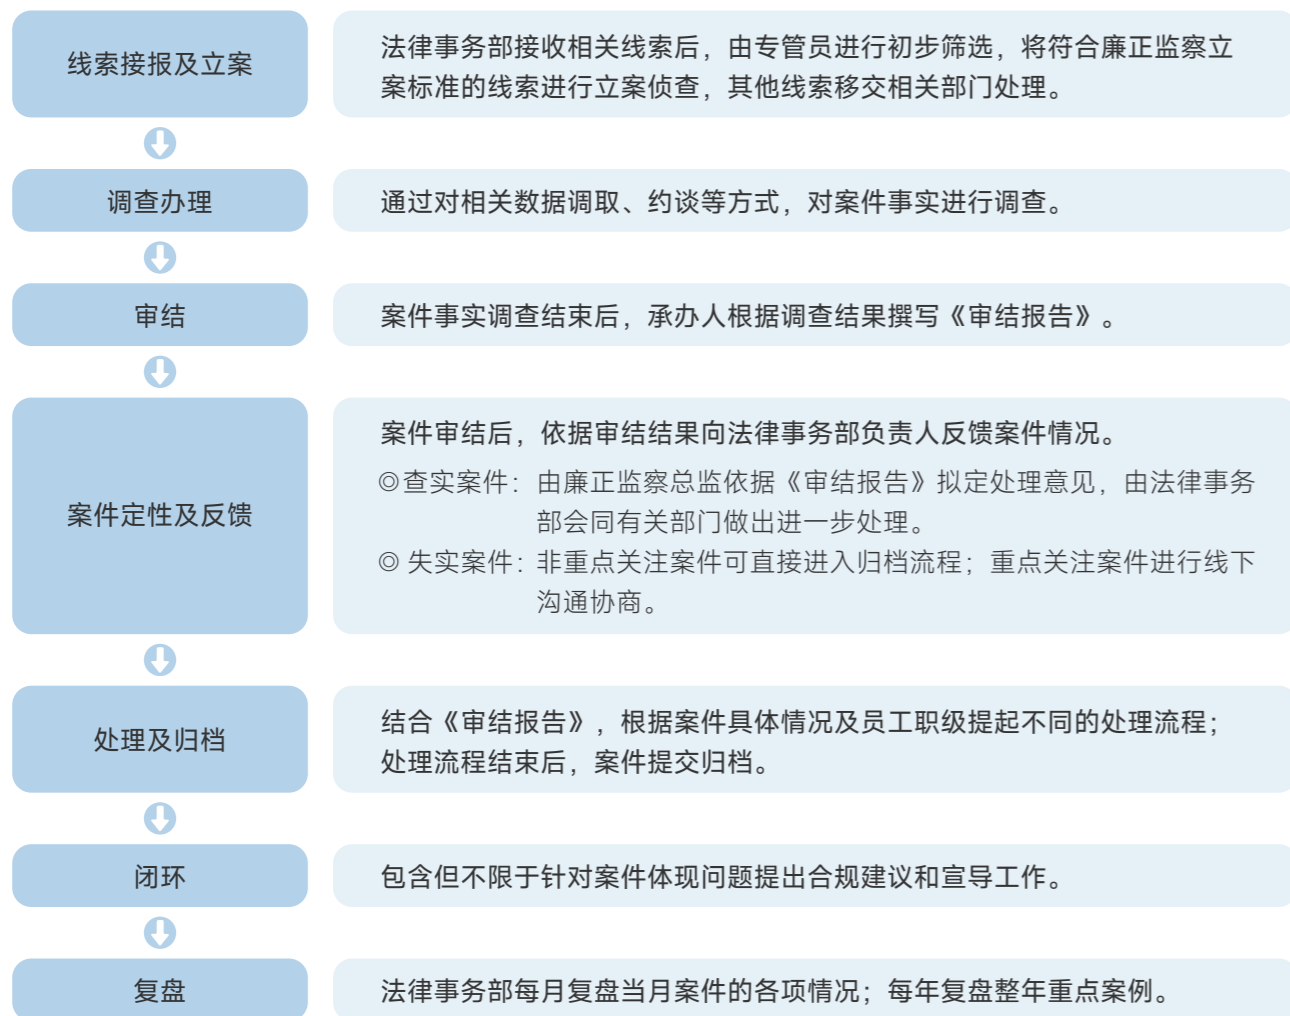 线索接报及立案
法律事务部接收相关线索后，由专管员进行初步筛选，将符合廉正监察立
案标准的线索进行立案侦查，其他线索移交相关部门处理。
调查办理
通过对相关数据调取、约谈等方式，对案件事实进行调查。
审结
案件事实调查结束后，承办人根据调查结果撰写《审结报告》。
案件定性及反馈
案件审结后，依据审结结果向法律事务部负责人反馈案件情况。
◎查实案件：由廉正监察总监依据《审结报告》拟定处理意见，由法律事务
部会同有关部门做出进一步处理。
◎ 失实案件：非重点关注案件可直接进入归档流程；重点关注案件进行线下
沟通协商。
处理及归档
结合《审结报告》，根据案件具体情况及员工职级提起不同的处理流程；
处理流程结束后，案件提交归档。
闭环
包含但不限于针对案件体现问题提出合规建议和宣导工作。
复盘
法律事务部每月复盘当月案件的各项情况；每年复盘整年重点案例。